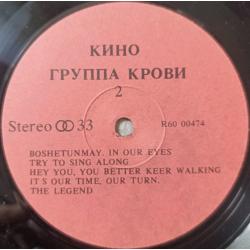 КИНО
ГРУППА КРОВИ
2
Stereo 33 R60 00474
BOSHETUNMAY. IN OUR EYES
TRY TO SING ALONG
HEY YOU, YOU BETTER KEER WALKING
IT S OUR TIME, OUR TURN.
THE LEGEND